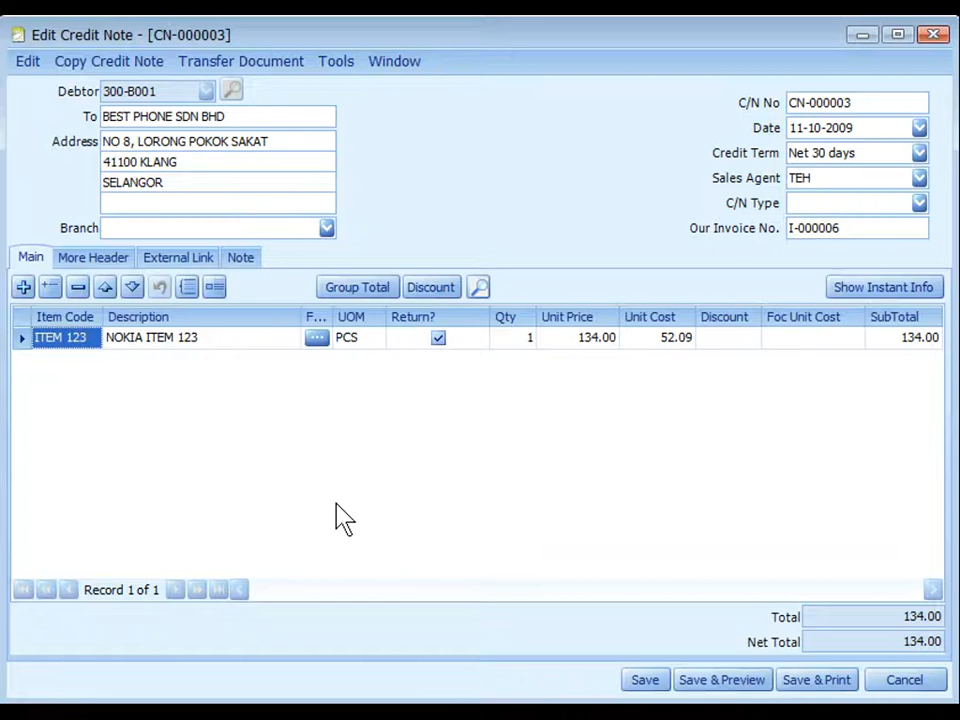 Edit Credit Note - [CN-000003]
Edit Copy Credit Note Transfer Document Tools Window
Debtor 300-B001
To BEST PHONE SDN BHD
Address NO 8, LORONG POKOK SAKAT
41100 KLANG
SELANGOR
Branch
C/N No CN-000003
Date 11-10-2009
Credit Term Net 30 days
Sales Agent TEH
C/N Type
Our Invoice No. I-000006
Main More Header External Link Note
Group Total Discount Show Instant Info
Item Code Description F... UOM Return? Qty Unit Price Unit Cost Discount Foc Unit Cost SubTotal
ITEM 123 NOKIA ITEM 123 PCS 1 134.00 52.09 134.00
Record 1 of 1
Total 134.00
Net Total 134.00
Save Save & Preview Save & Print Cancel